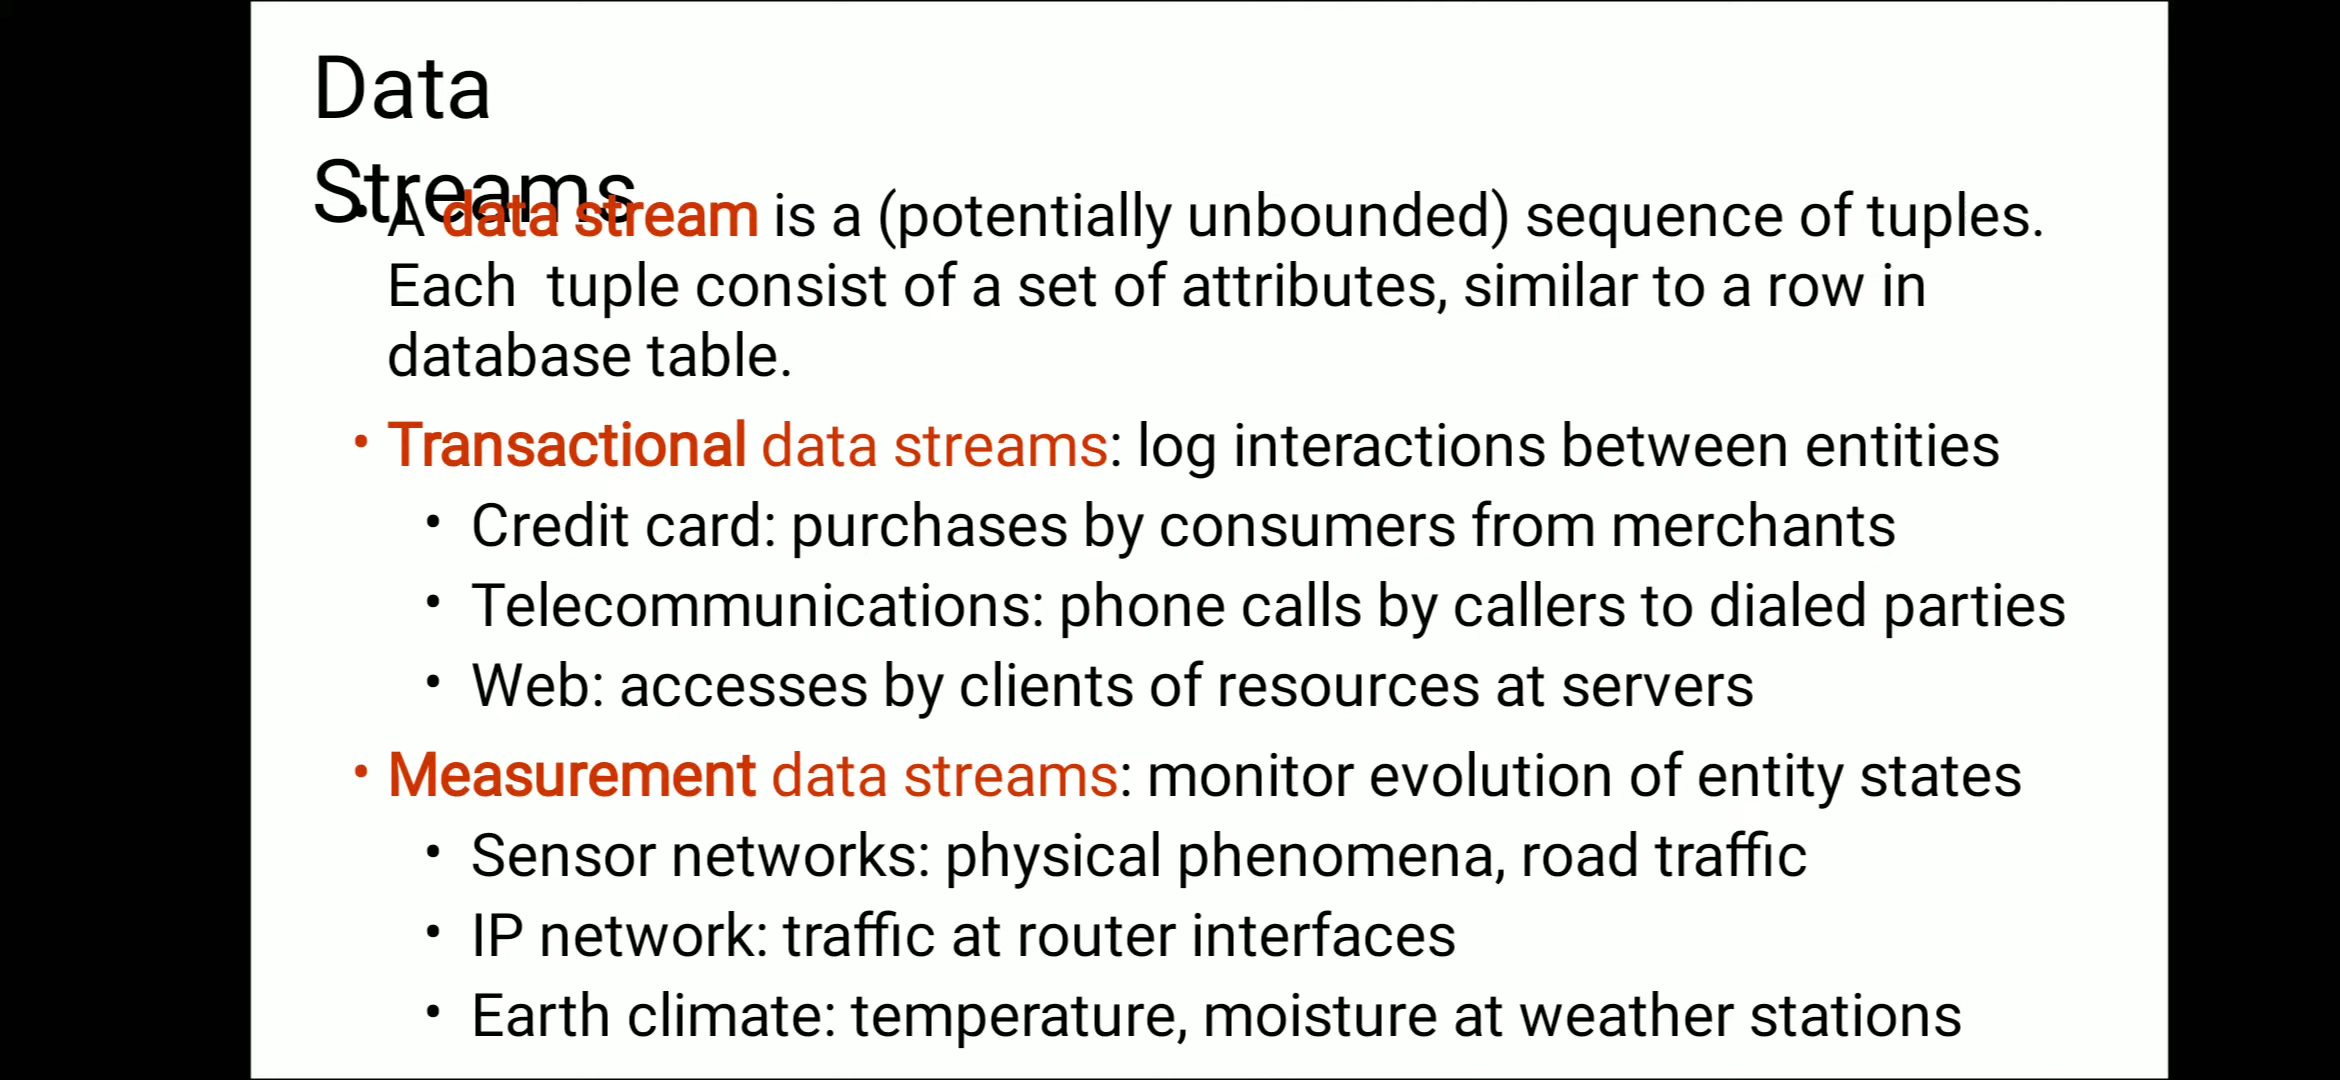 Data
Streams
• A data stream is a (potentially unbounded) sequence of tuples.
Each tuple consist of a set of attributes, similar to a row in
database table.
• Transactional data streams: log interactions between entities
• Credit card: purchases by consumers from merchants
• Telecommunications: phone calls by callers to dialed parties
• Web: accesses by clients of resources at servers
• Measurement data streams: monitor evolution of entity states
• Sensor networks: physical phenomena, road traffic
• IP network: traffic at router interfaces
• Earth climate: temperature, moisture at weather stations